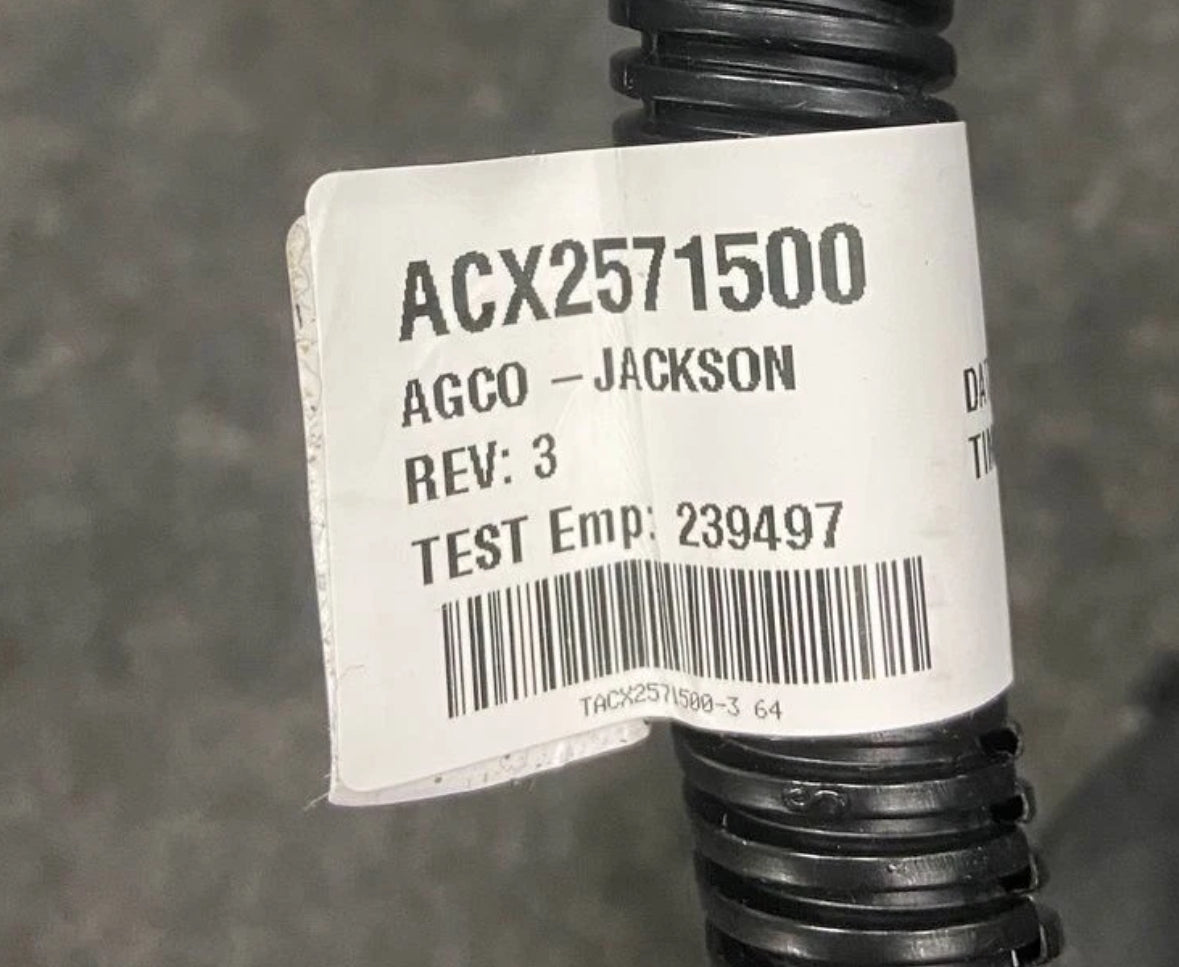 ACX2571500
AGCO - JACKSON
REV: 3
TEST Emp: 239497
TACX2571500-3 64